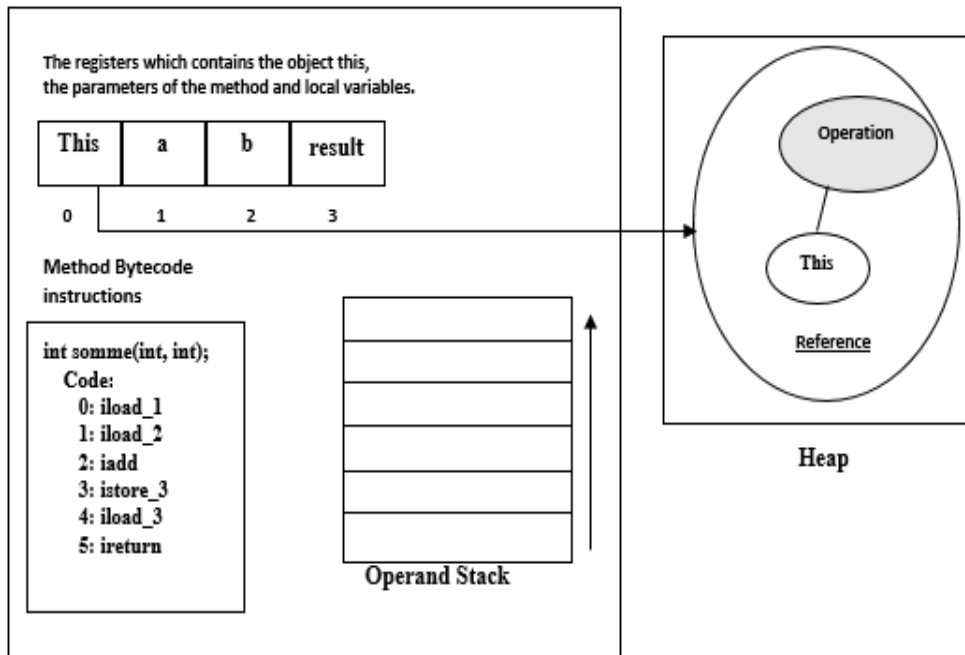 The registers which contains the object this,
the parameters of the method and local variables.
This a b result
0 1 2 3
Method Bytecode
instructions
int somme(int, int);
Code:
0: iload_1
1: iload_2
2: iadd
3: istore_3
4: iload_3
5: ireturn
Operand Stack
Operation
This
Reference
Heap